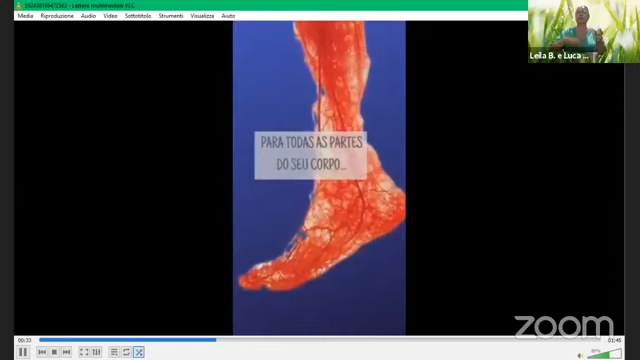 252436166472563 - Lettore multimediale VLC
Media Riproduzione Audio Video Sottotitolo Strumenti Visualizza Aiuto
Leila B. e Luca ...
PARA TODAS AS PARTES
DO SEU CORPO...
zoom
00:33
01:45